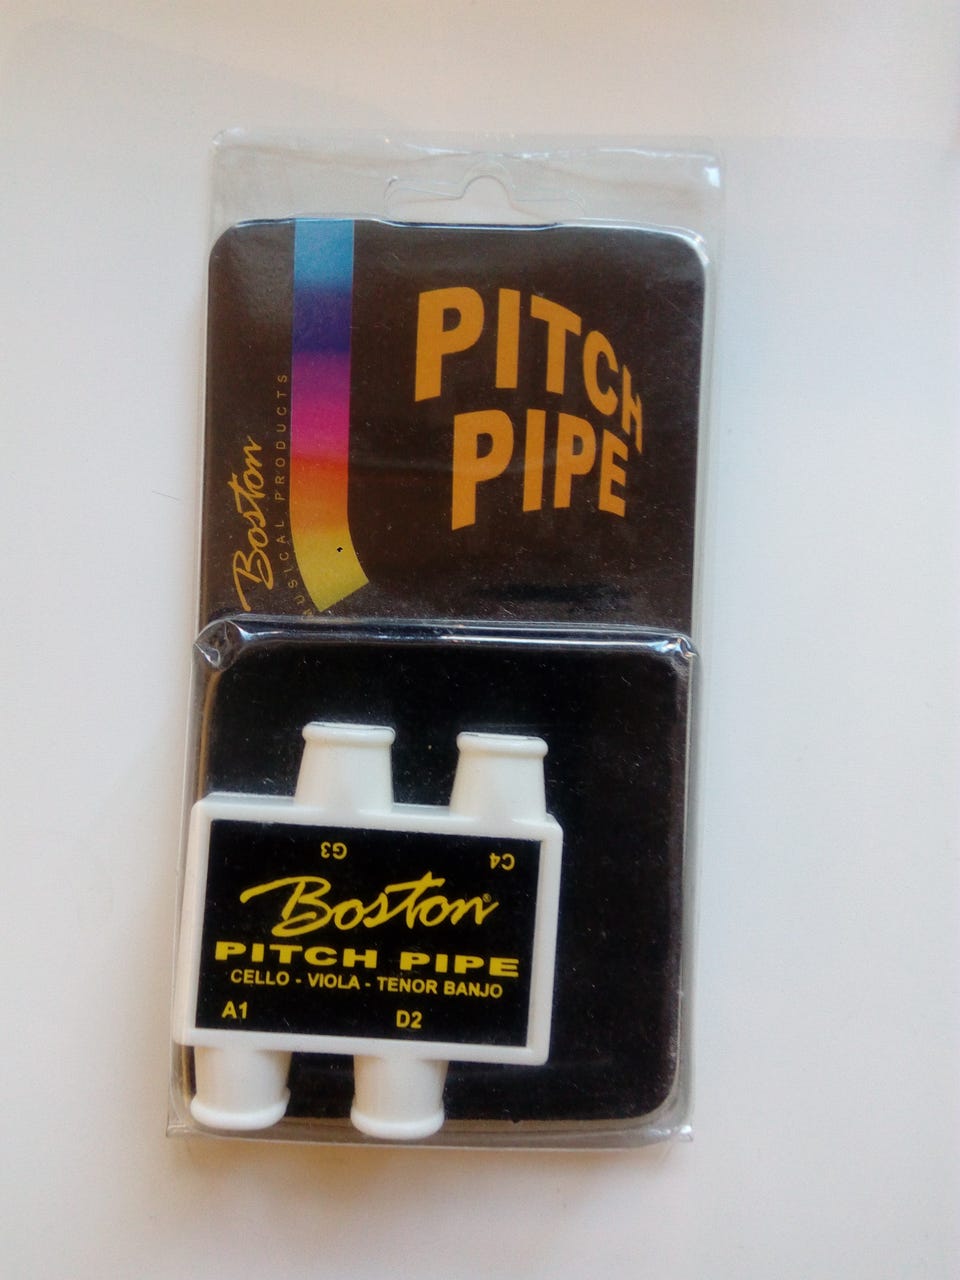 PITCH
PIPE
Boston
MUSICAL PRODUCTS
G3 C4
Boston®
PITCH PIPE
CELLO - VIOLA - TENOR BANJO
A1 D2